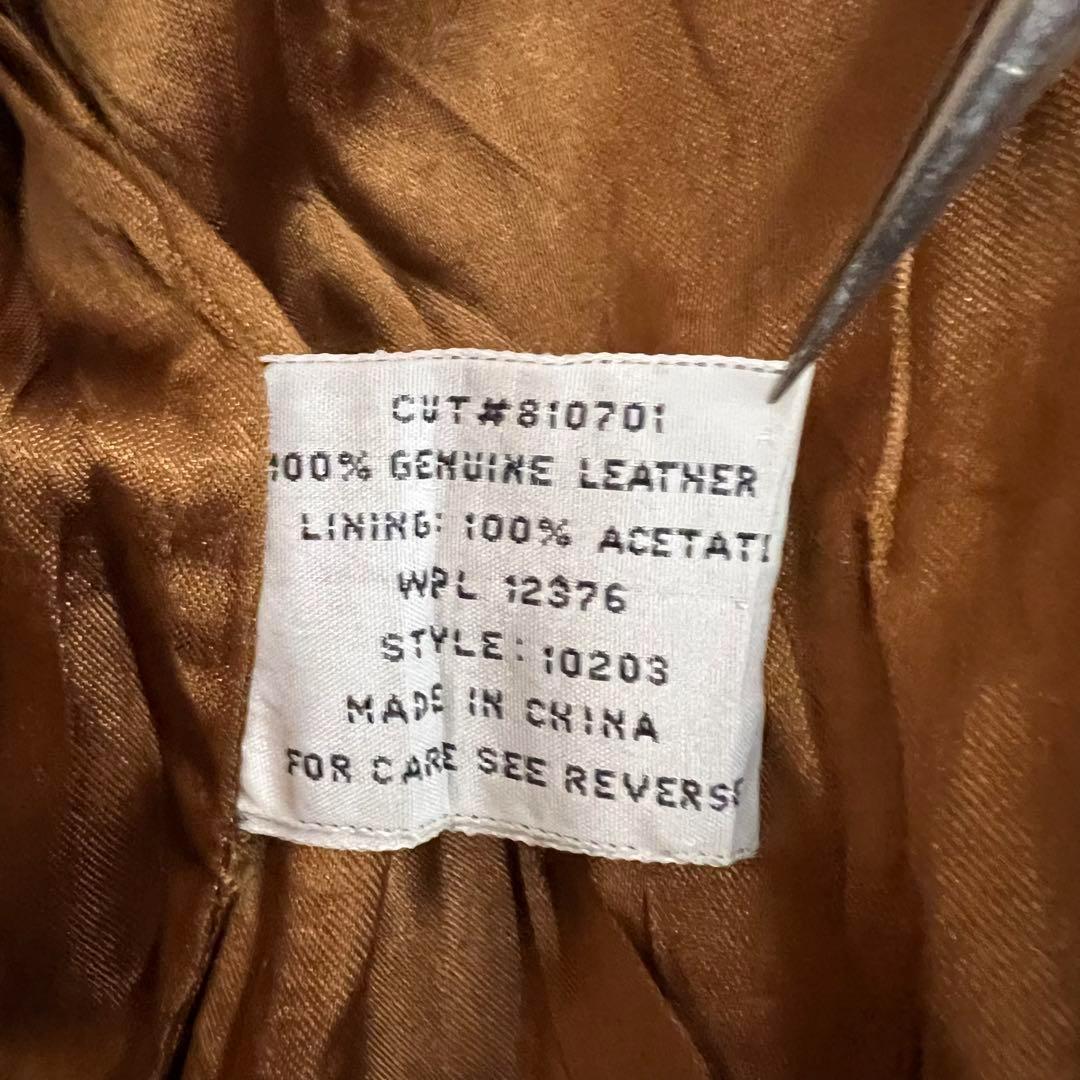 CUT#810701
100% GENUINE LEATHER
LINING: 100% ACETATE
WPL 12376
STYLE: 10203
MADE IN CHINA
FOR CARE SEE REVERSE